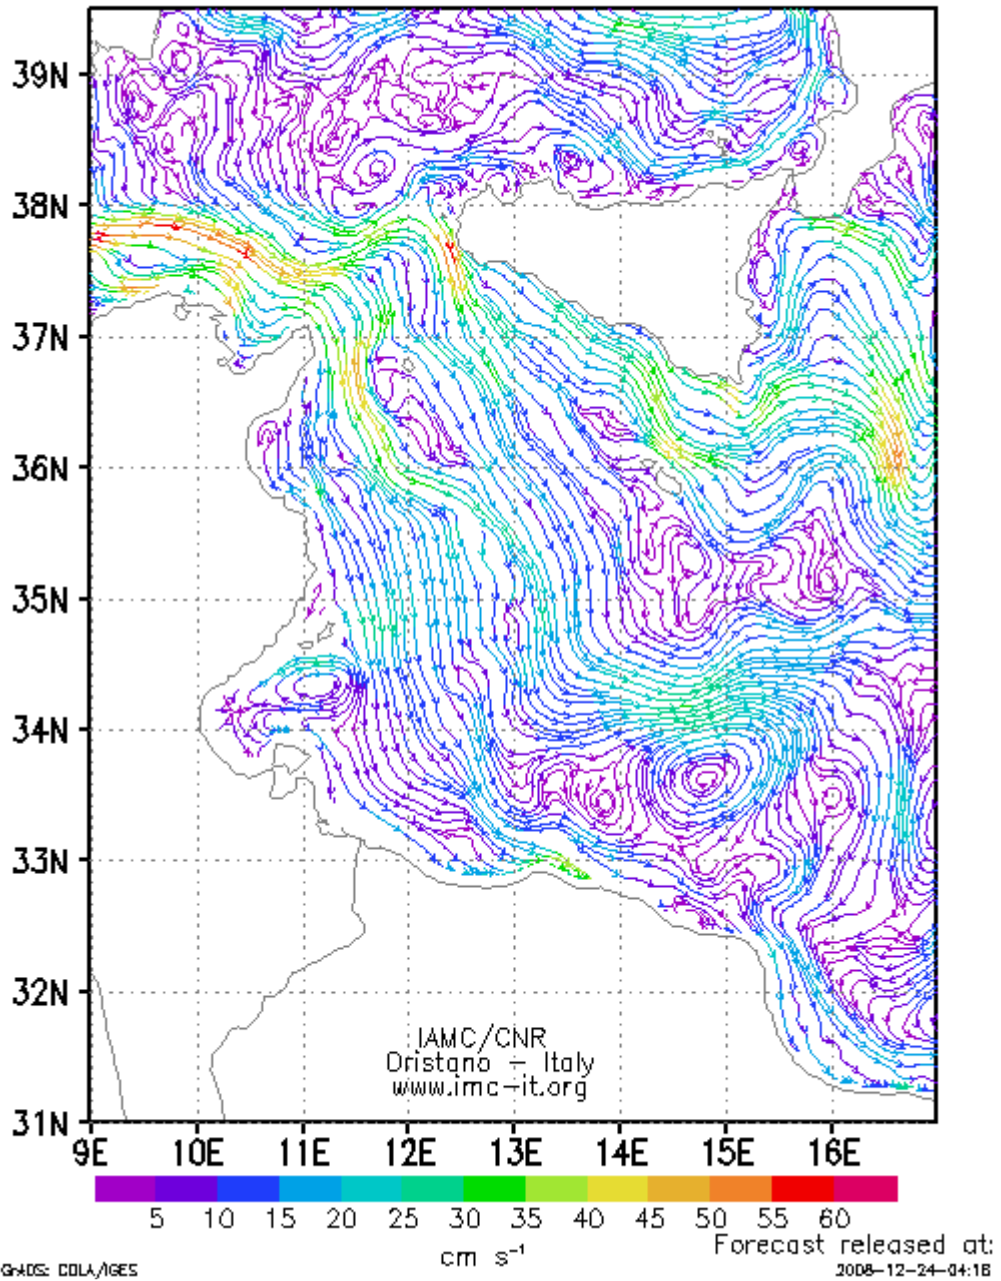 39N
38N
37N
36N
35N
34N
33N
32N
31N
IAMC/CNR
Oristano – Italy
www.imc-it.org
9E 10E 11E 12E 13E 14E 15E 16E
5 10 15 20 25 30 35 40 45 50 55 60
cm s⁻¹
Forecast released at:
GrADS: COLA/IGES
2008-12-24-04:18